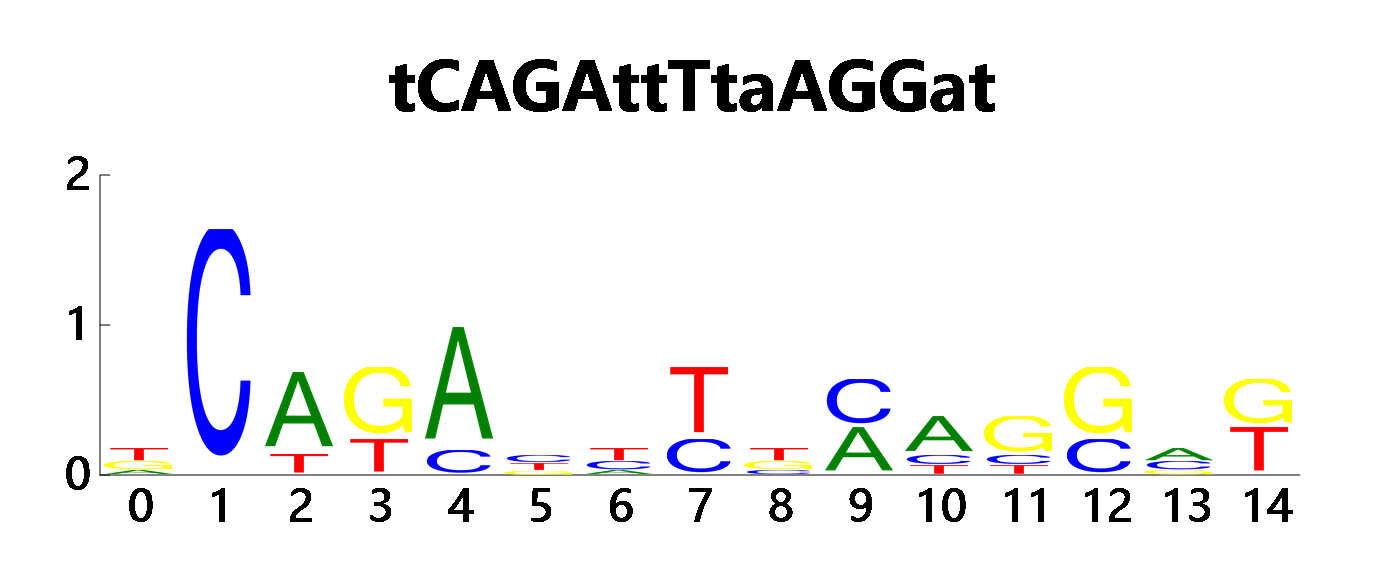 tCAGAttTtaAGGat
2
1
0
T C A G A C T T T C A G G A G
G T T C T C C G A C C C C T
A G A C T T G
0 1 2 3 4 5 6 7 8 9 10 11 12 13 14